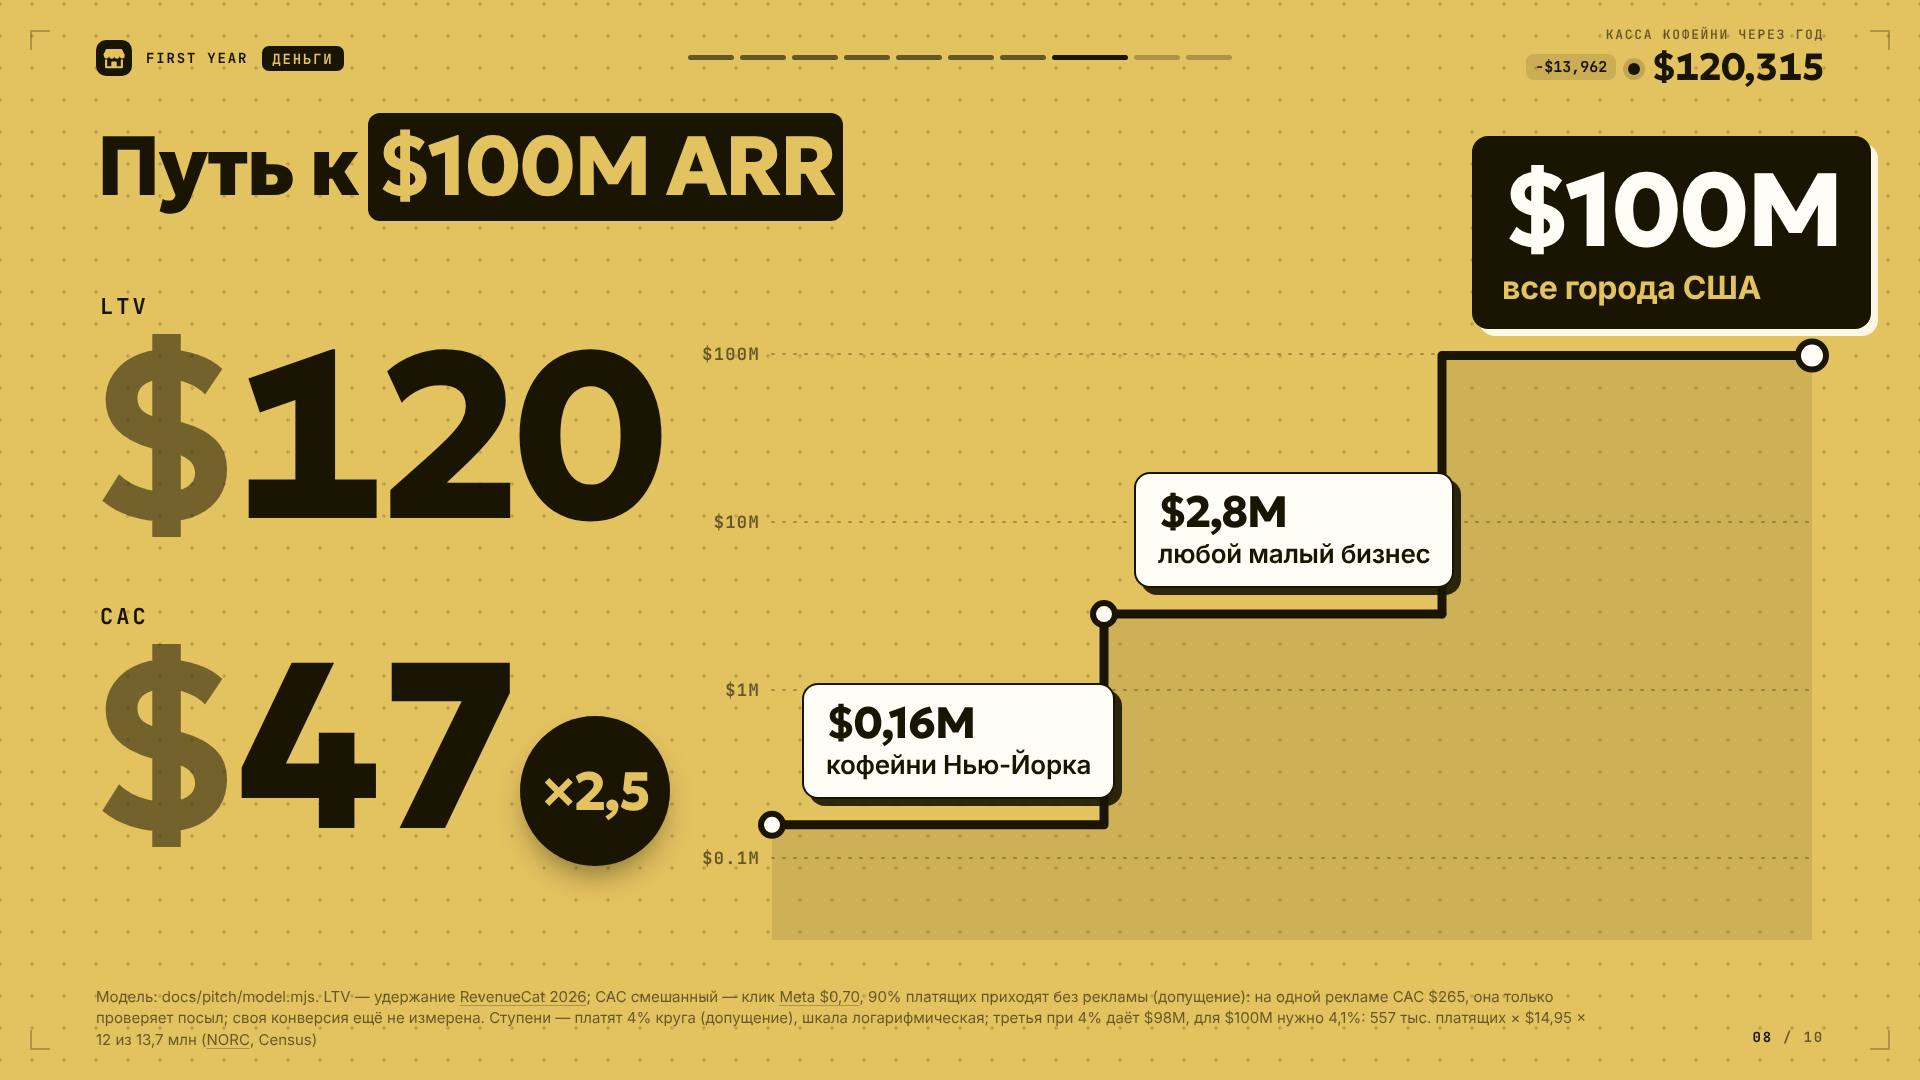 FIRST YEAR ДЕНЬГИ
КАССА КОФЕЙНИ ЧЕРЕЗ ГОД
-$13,962 $120,315
Путь к $100M ARR
$100M
все города США
LTV
$120
CAC
$47
×2,5
$100M
$10M
$1M
$0.1M
$2,8M
любой малый бизнес
$0,16M
кофейни Нью-Йорка
Модель: docs/pitch/model.mjs. LTV — удержание RevenueCat 2026; CAC смешанный — клик Meta $0,70, 90% платящих приходят без рекламы (допущение): на одной рекламе CAC $265, она только
проверяет посыл; своя конверсия ещё не измерена. Ступени — платят 4% круга (допущение), шкала логарифмическая; третья при 4% даёт $98M, для $100M нужно 4,1%: 557 тыс. платящих × $14,95 ×
12 из 13,7 млн (NORC, Census)
08 / 10